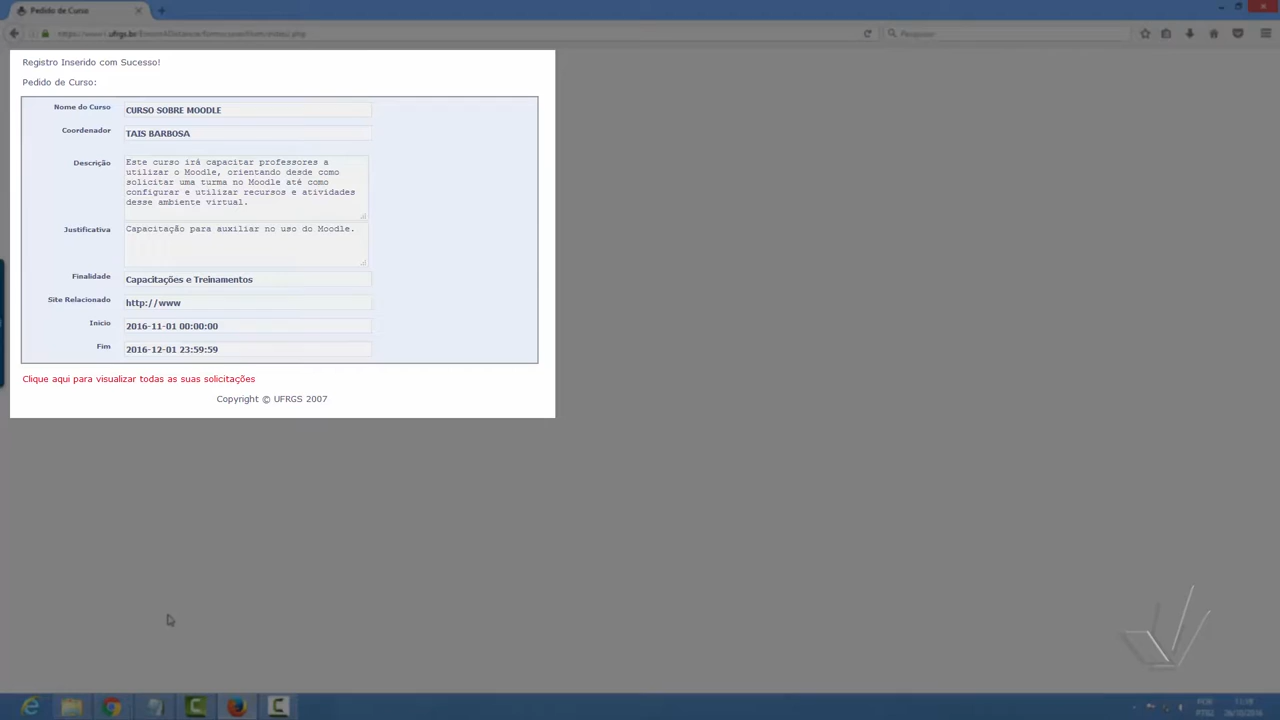 Pedido de Curso
Pesquisar
Registro Inserido com Sucesso!
Pedido de Curso:
Nome do Curso CURSO SOBRE MOODLE
Coordenador TAIS BARBOSA
Descrição Este curso irá capacitar professores a
utilizar o Moodle, orientando desde como
solicitar uma turma no Moodle até como
configurar e utilizar recursos e atividades
desse ambiente virtual.
Justificativa Capacitação para auxiliar no uso do Moodle.
Finalidade Capacitações e Treinamentos
Site Relacionado http://www
Inicio 2016-11-01 00:00:00
Fim 2016-12-01 23:59:59
Clique aqui para visualizar todas as suas solicitações
Copyright © UFRGS 2007